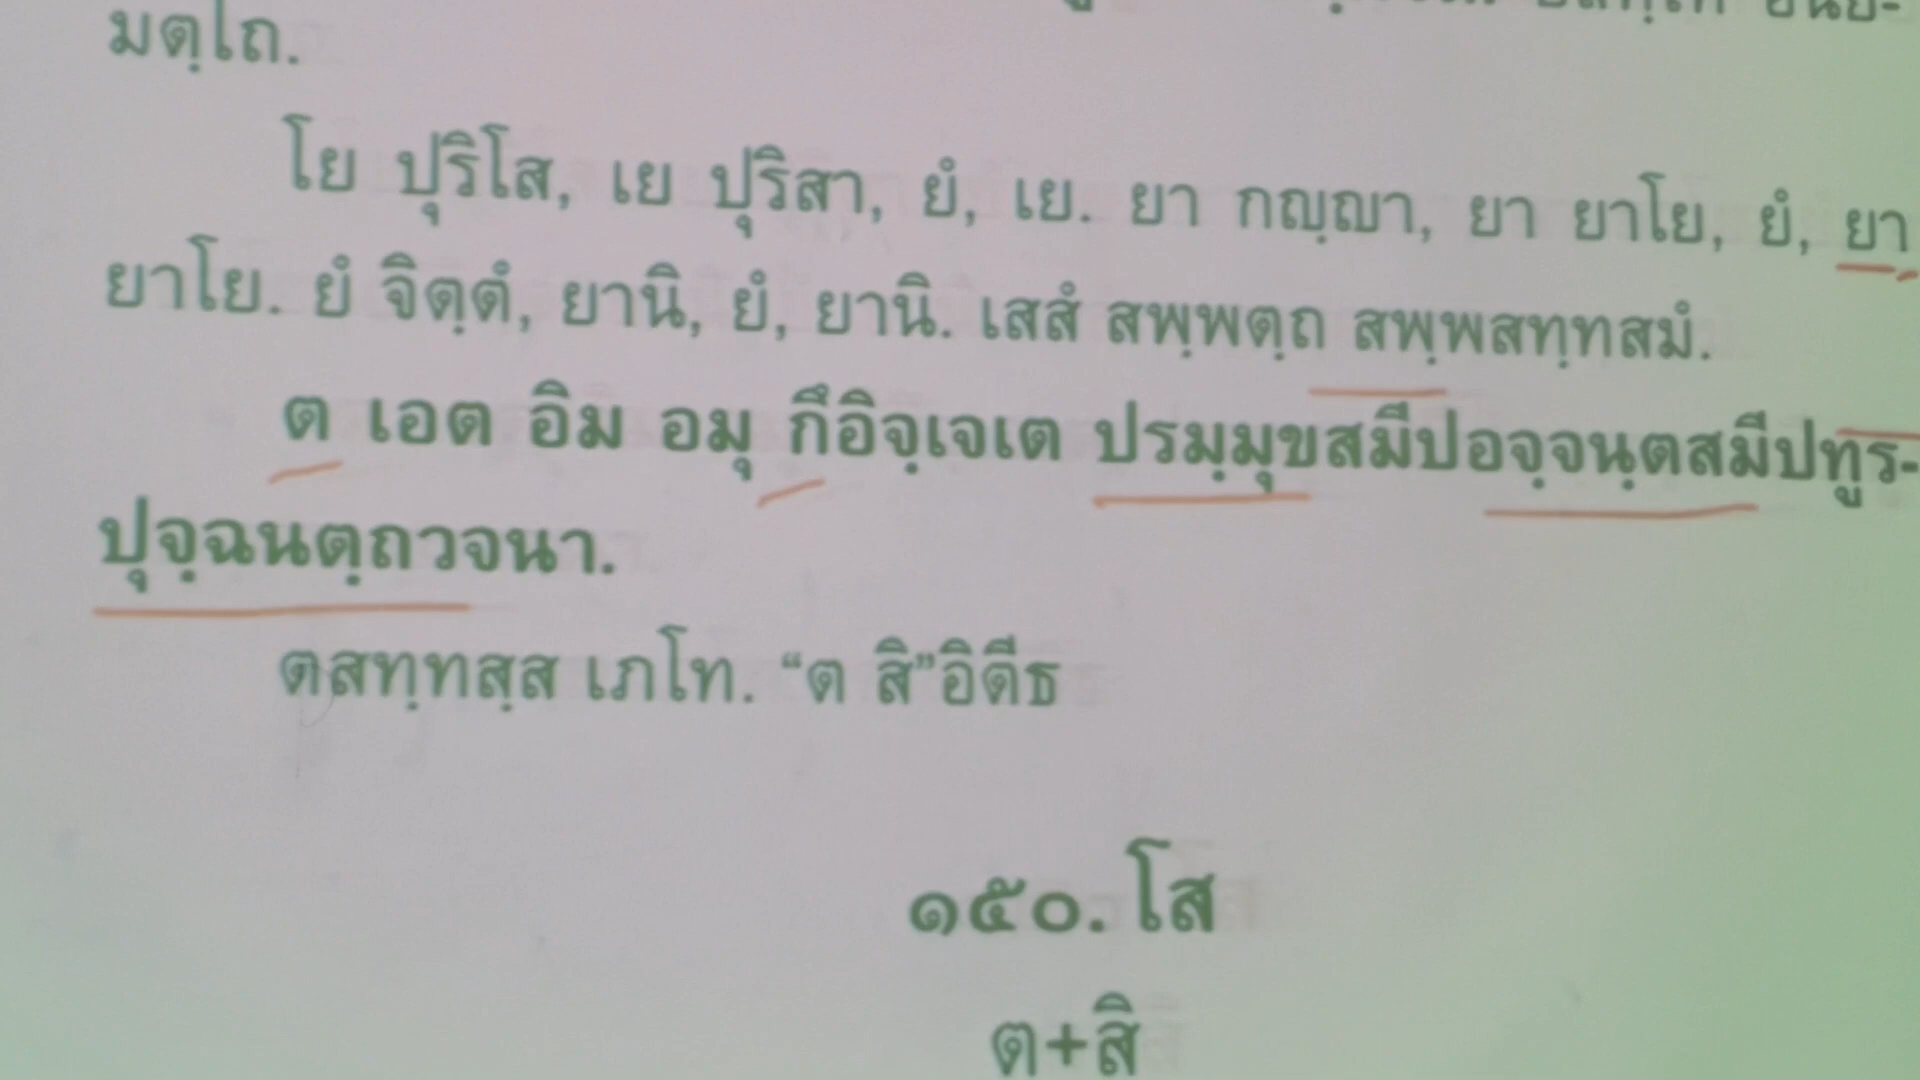 มตฺโถ.
โย ปุริโส, เย ปุริสา, ยํ, เย. ยา กญฺญา, ยา ยาโย, ยํ, ยา
ยาโย. ยํ จิตฺตํ, ยานิ, ยํ, ยานิ. เสสํ สพฺพตฺถ สพฺพสทฺทสมํ.
ต เอต อิม อมุ กึอิจฺเจเต ปรมฺมุขสมีปอจฺจนฺตสมีปทูร-
ปุจฺฉนตฺถวจนา.
ตสทฺทสฺส เภโท. “ต สิ”อิตีธ
๑๕๐. โส
ต+สิ